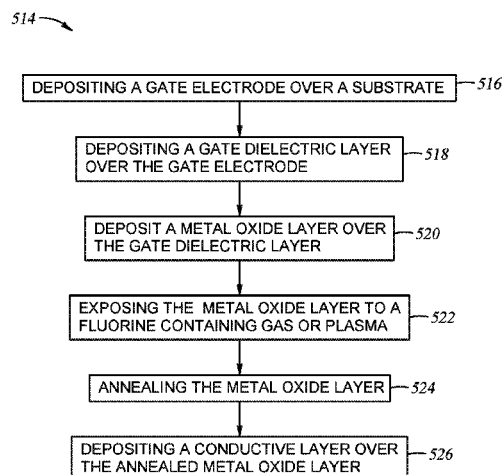 514
DEPOSITING A GATE ELECTRODE OVER A SUBSTRATE
516
DEPOSITING A GATE DIELECTRIC LAYER
OVER THE GATE ELECTRODE
518
DEPOSIT A METAL OXIDE LAYER OVER
THE GATE DIELECTRIC LAYER
520
EXPOSING THE METAL OXIDE LAYER TO A
FLUORINE CONTAINING GAS OR PLASMA
522
ANNEALING THE METAL OXIDE LAYER
524
DEPOSITING A CONDUCTIVE LAYER OVER
THE ANNEALED METAL OXIDE LAYER
526